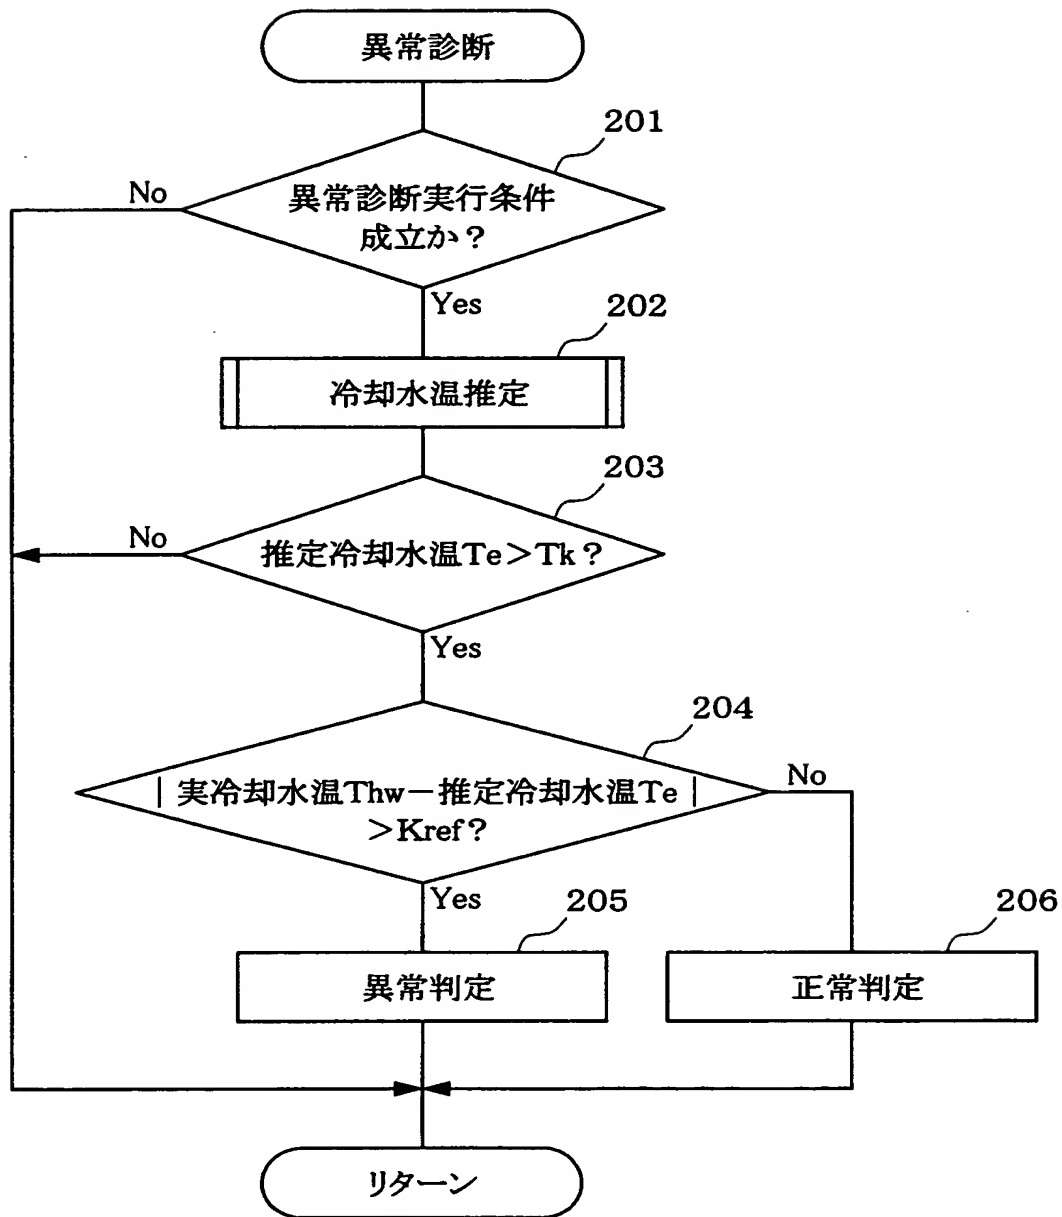 異常診断
201
No
異常診断実行条件
成立か？
Yes
202
冷却水温推定
203
No
推定冷却水温Te＞Tk？
Yes
204
｜実冷却水温Thw－推定冷却水温Te｜
＞Kref？
No
Yes
205
206
異常判定
正常判定
リターン